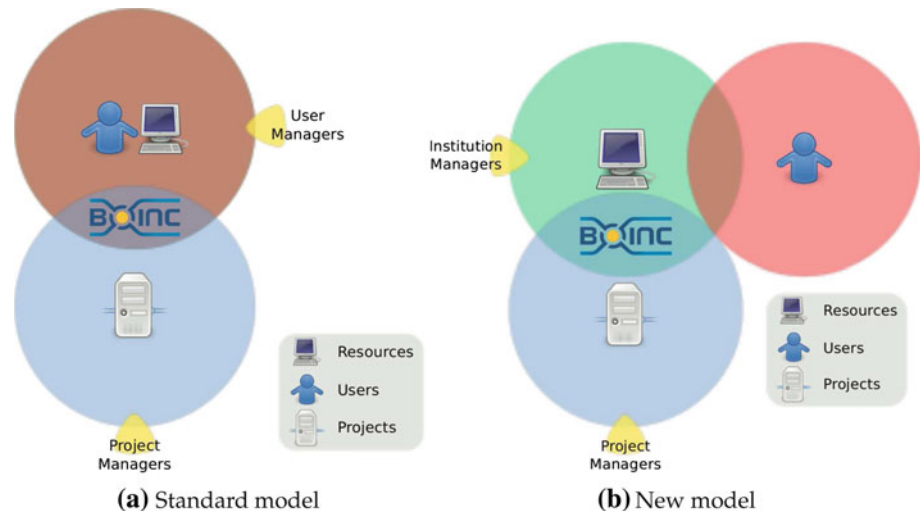 User
Managers
BOINC
Resources
Users
Projects
Project
Managers
(a) Standard model
Institution
Managers
BOINC
Resources
Users
Projects
Project
Managers
(b) New model